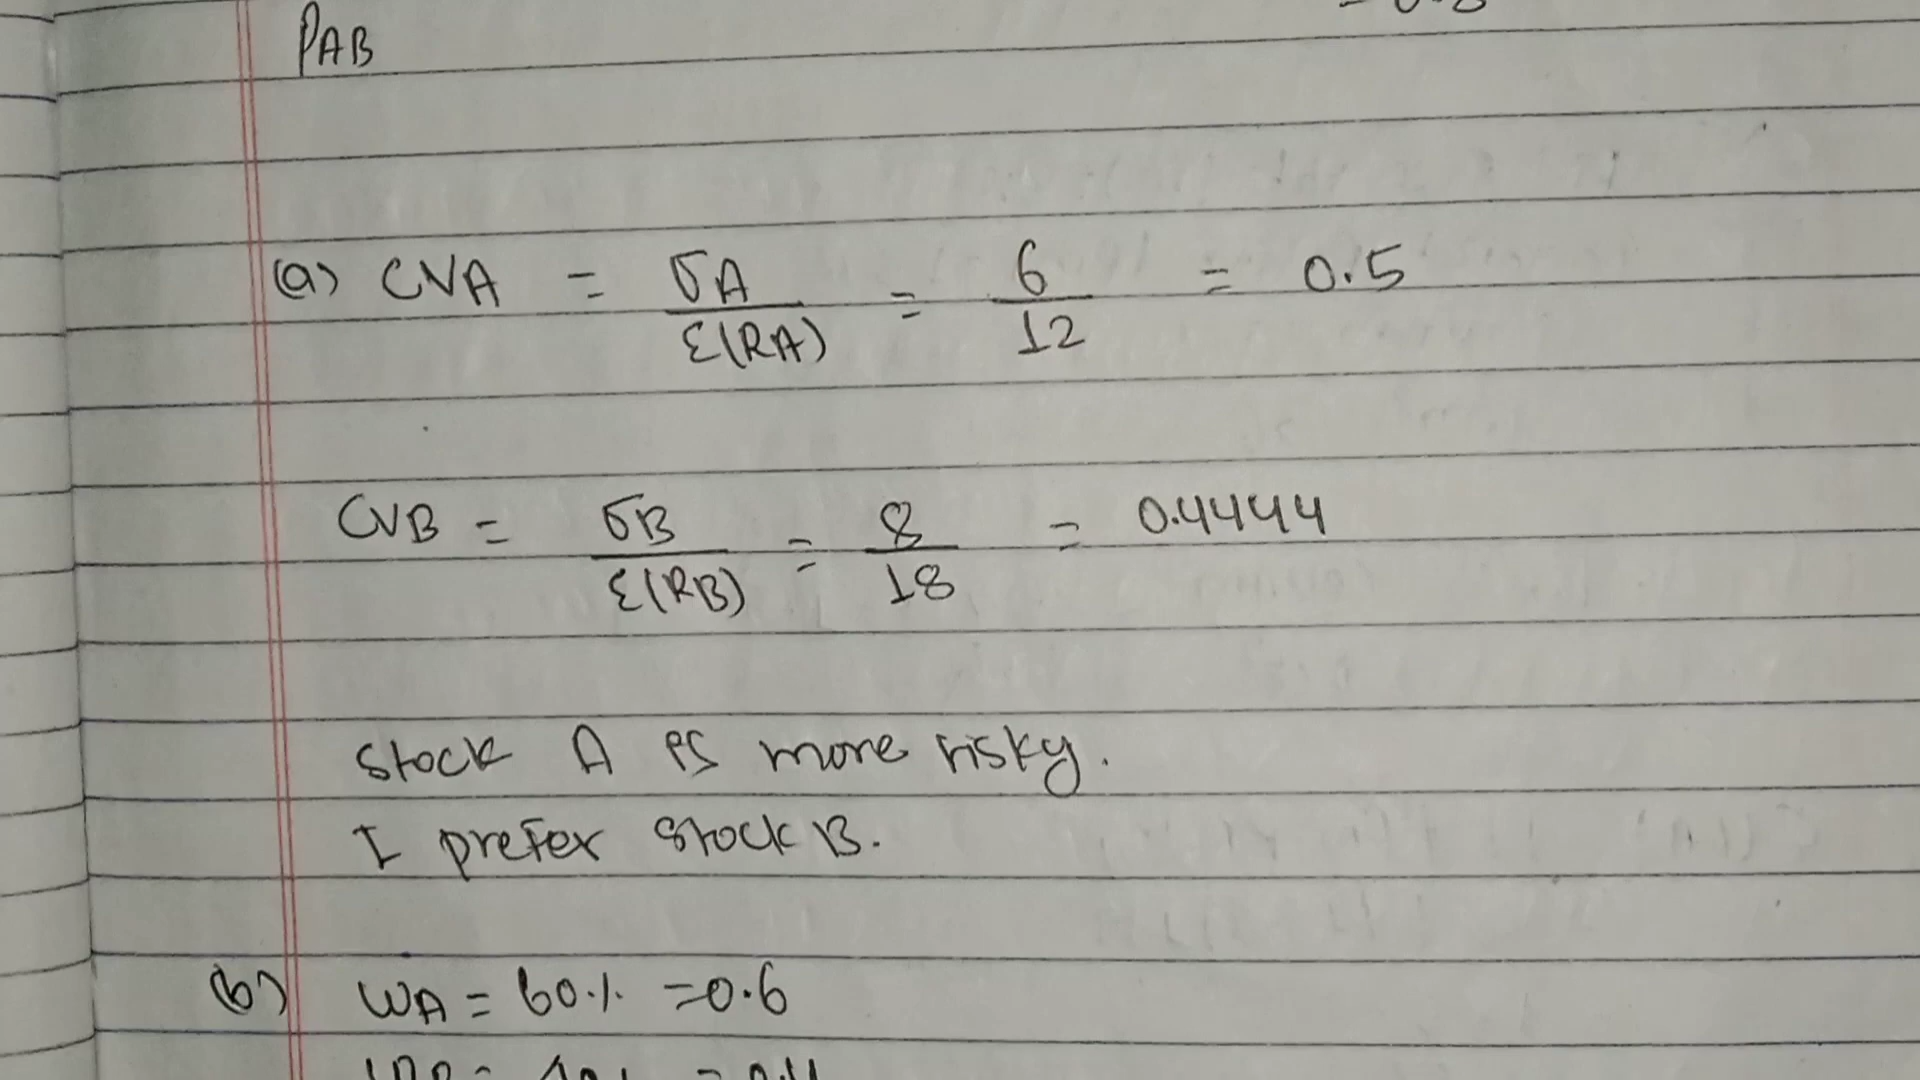 PAB
(a) CVA = σA / E(RA) = 6 / 12 = 0.5
CVB = σB / E(RB) = 8 / 18 = 0.4444
Stock A is more risky.
I prefer stock B.
(b) WA = 60% = 0.6